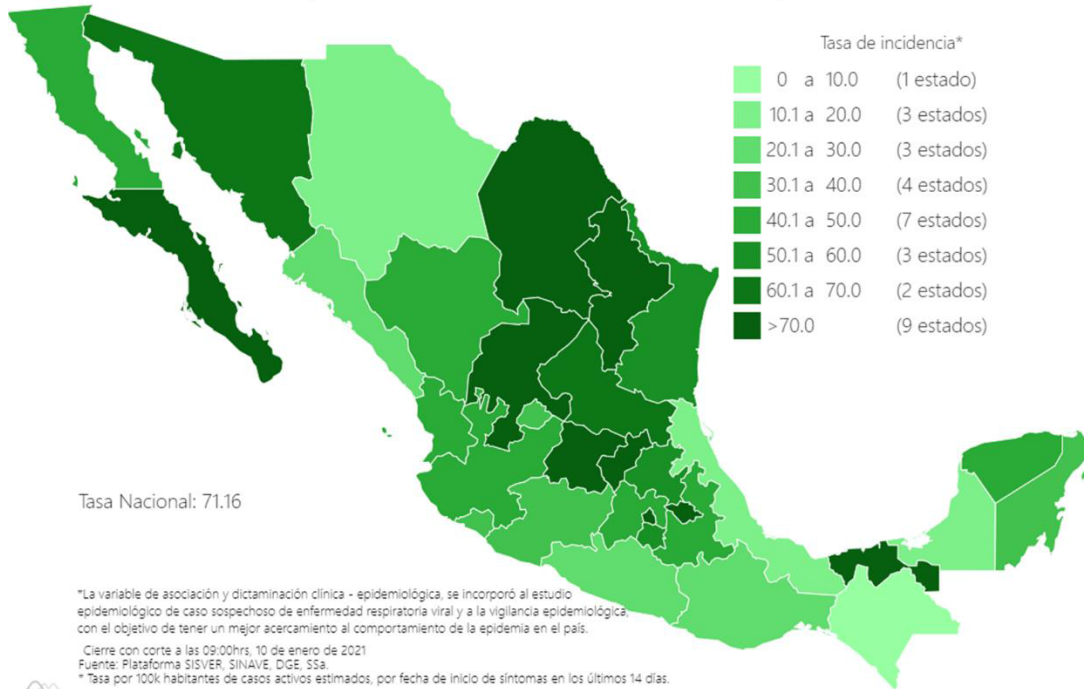 Tasa de incidencia*
0 a 10.0 (1 estado)
10.1 a 20.0 (3 estados)
20.1 a 30.0 (3 estados)
30.1 a 40.0 (4 estados)
40.1 a 50.0 (7 estados)
50.1 a 60.0 (3 estados)
60.1 a 70.0 (2 estados)
>70.0 (9 estados)
Tasa Nacional: 71.16
*La variable de asociación y dictaminación clínica - epidemiológica, se incorporó al estudio
epidemiológico de caso sospechoso de enfermedad respiratoria viral y a la vigilancia epidemiológica,
con el objetivo de tener un mejor acercamiento al comportamiento de la epidemia en el país.
Cierre con corte a las 09:00hrs, 10 de enero de 2021
Fuente: Plataforma SISVER, SINAVE, DGE, SSa.
* Tasa por 100k habitantes de casos activos estimados, por fecha de inicio de síntomas en los últimos 14 días.